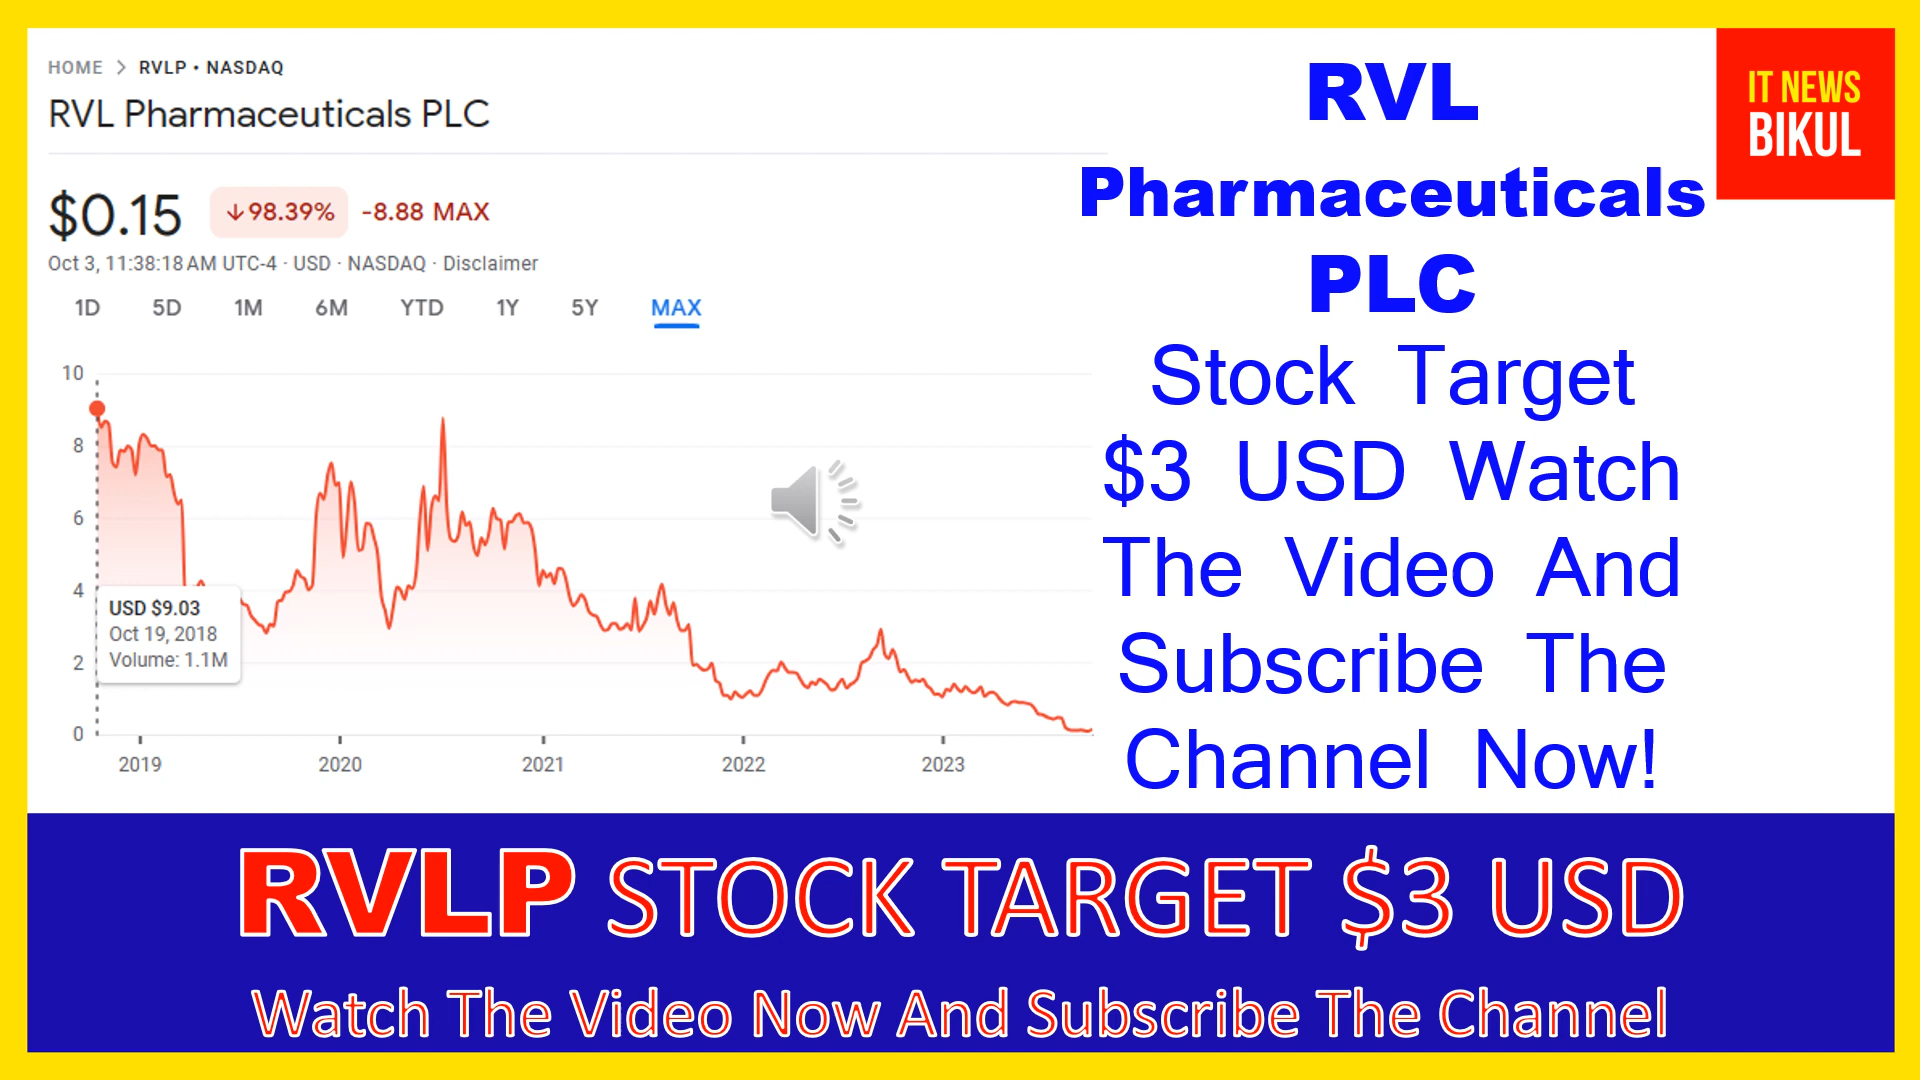 HOME > RVLP • NASDAQ
RVL Pharmaceuticals PLC
$0.15 ↓98.39% -8.88 MAX
Oct 3, 11:38:18 AM UTC-4 · USD · NASDAQ · Disclaimer
1D 5D 1M 6M YTD 1Y 5Y MAX
10
8
6
4
2
0
USD $9.03
Oct 19, 2018
Volume: 1.1M
2019 2020 2021 2022 2023
RVL
Pharmaceuticals
PLC
Stock Target
$3 USD Watch
The Video And
Subscribe The
Channel Now!
IT NEWS
BIKUL
RVLP STOCK TARGET $3 USD
Watch The Video Now And Subscribe The Channel